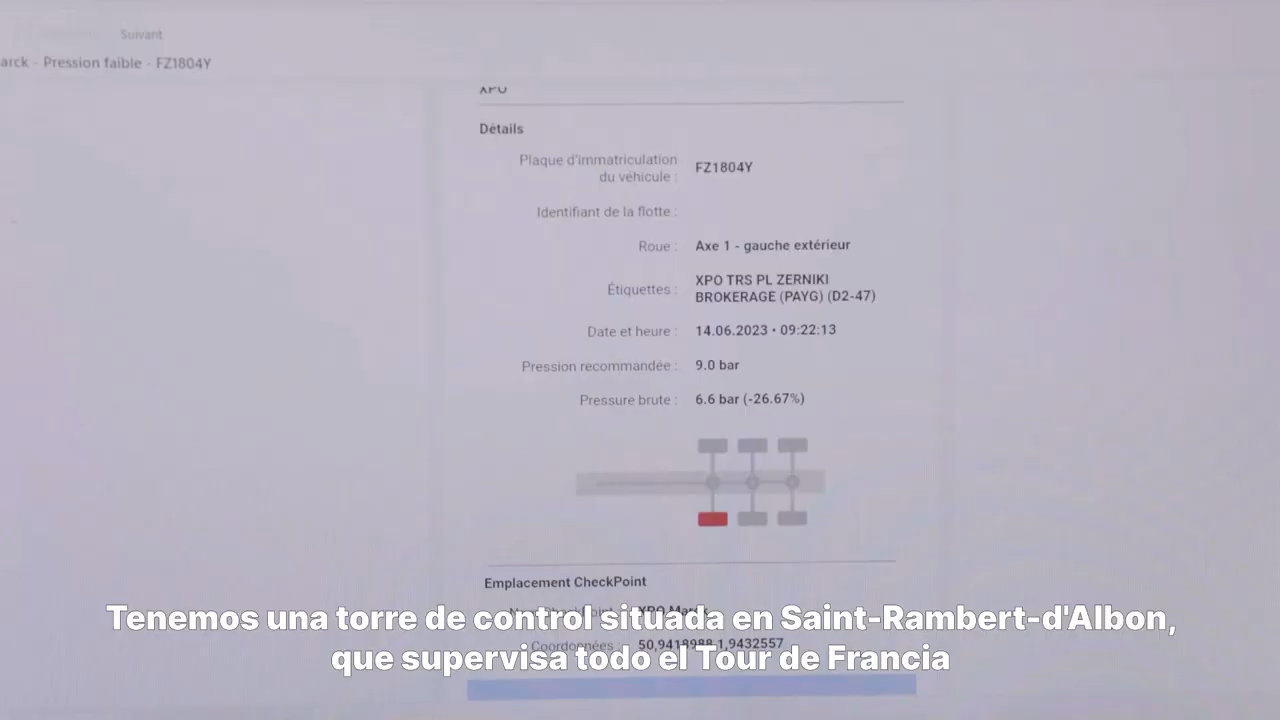 Suivant
arck - Pression faible - FZ1804Y
XPO
Détails
Plaque d'immatriculation
du véhicule :
FZ1804Y
Identifiant de la flotte :
Roue : Axe 1 - gauche extérieur
Étiquettes :
XPO TRS PL ZERNIKI
BROKERAGE (PAYG) (D2-47)
Date et heure : 14.06.2023 • 09:22:13
Pression recommandée : 9.0 bar
Pressure brute : 6.6 bar (-26.67%)
Emplacement CheckPoint
XPO Marck
Coordonnées : 50,9418988 1,9432557
Tenemos una torre de control situada en Saint-Rambert-d'Albon,
que supervisa todo el Tour de Francia